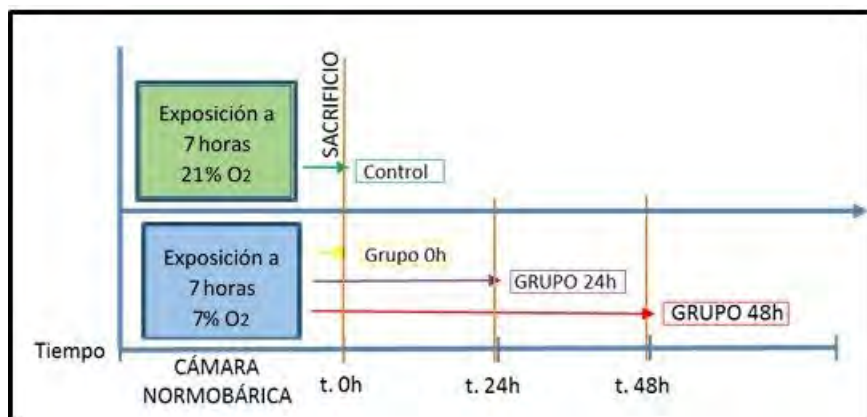 Exposición a
7 horas
21% O2
SACRIFICIO
Control
Exposición a
7 horas
7% O2
Grupo 0h
GRUPO 24h
GRUPO 48h
Tiempo
CÁMARA
NORMOBÁRICA
t. 0h
t. 24h
t. 48h